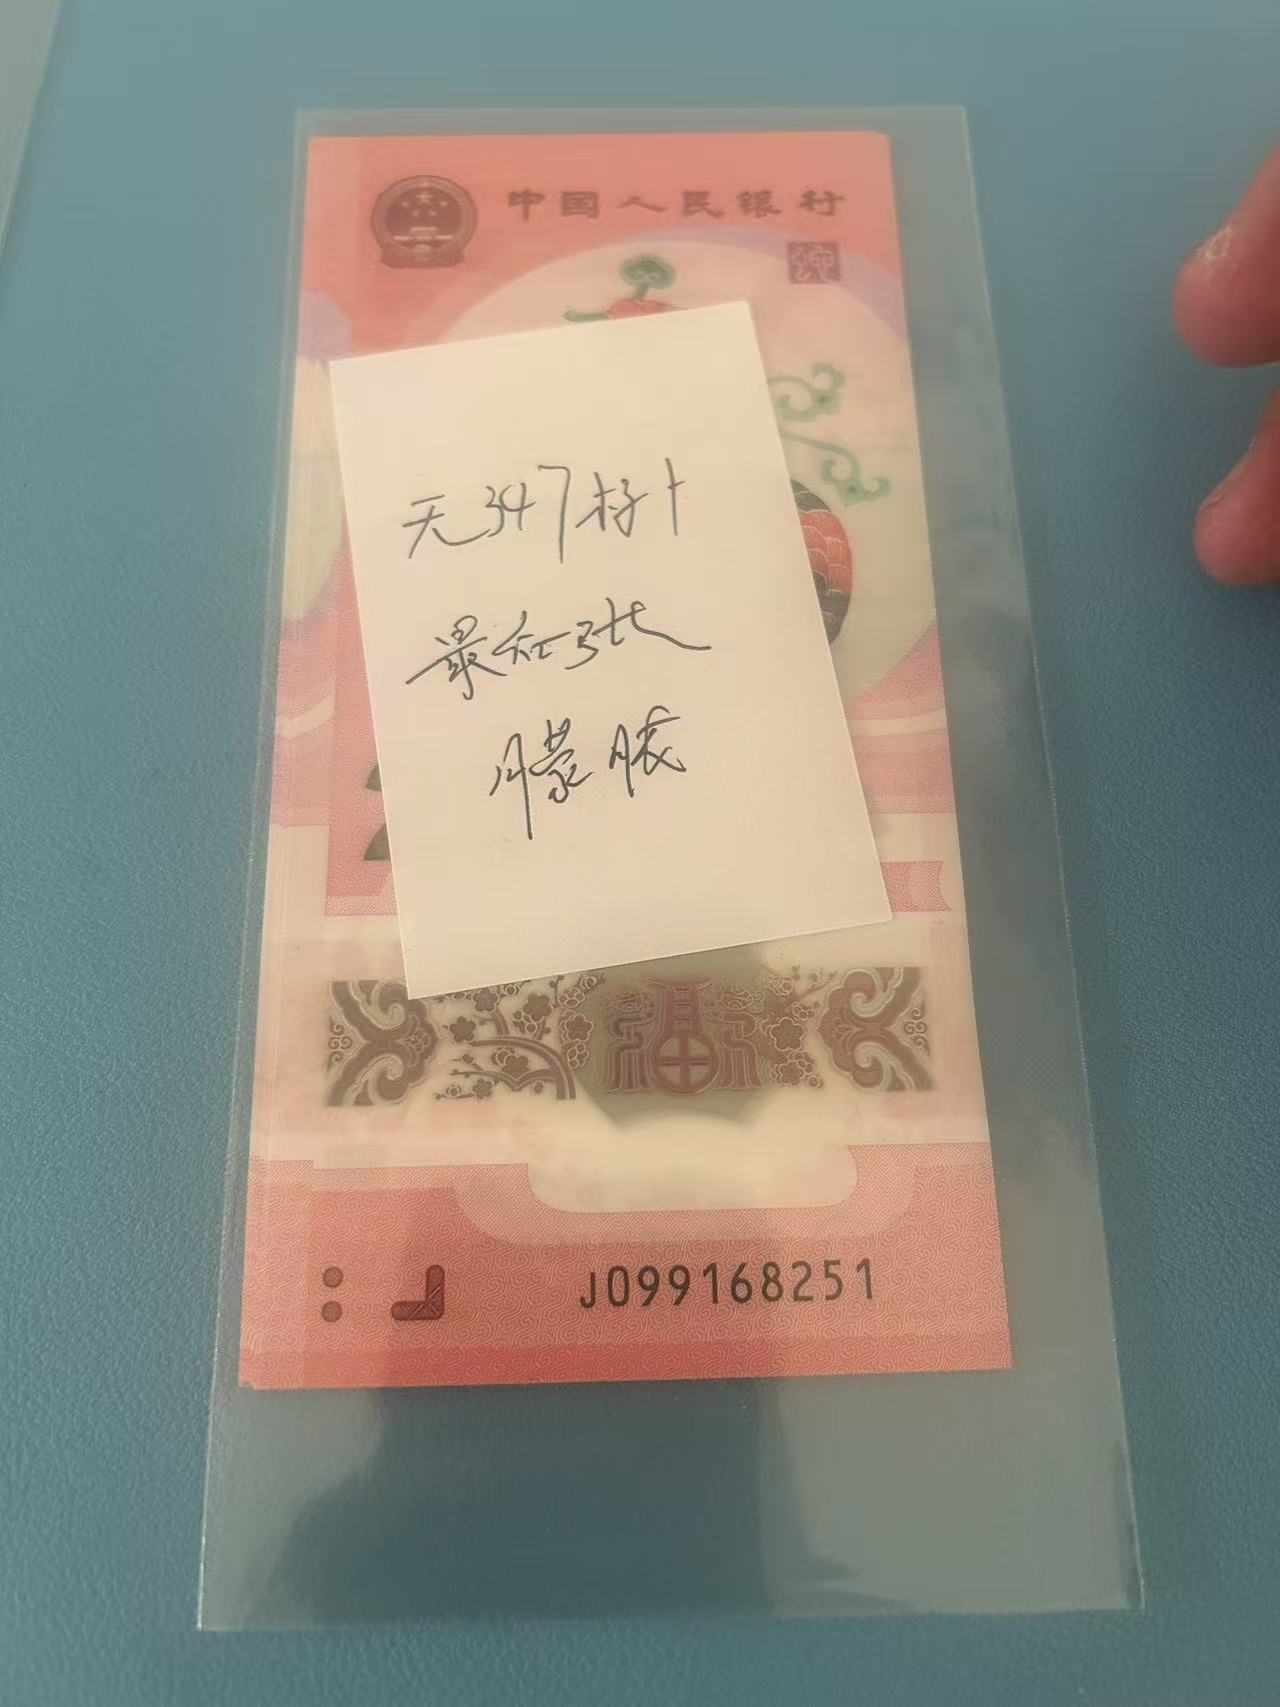 中国人民银行
无347标十
最后张
朦胧
福
J099168251